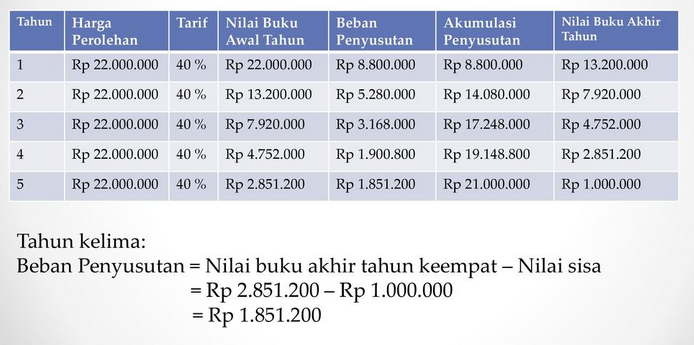 Tahun Harga Perolehan Tarif Nilai Buku Awal Tahun Beban Penyusutan Akumulasi Penyusutan Nilai Buku Akhir Tahun
1 Rp 22.000.000 40 % Rp 22.000.000 Rp 8.800.000 Rp 8.800.000 Rp 13.200.000
2 Rp 22.000.000 40 % Rp 13.200.000 Rp 5.280.000 Rp 14.080.000 Rp 7.920.000
3 Rp 22.000.000 40 % Rp 7.920.000 Rp 3.168.000 Rp 17.248.000 Rp 4.752.000
4 Rp 22.000.000 40 % Rp 4.752.000 Rp 1.900.800 Rp 19.148.800 Rp 2.851.200
5 Rp 22.000.000 40 % Rp 2.851.200 Rp 1.851.200 Rp 21.000.000 Rp 1.000.000
Tahun kelima:
Beban Penyusutan = Nilai buku akhir tahun keempat – Nilai sisa
= Rp 2.851.200 – Rp 1.000.000
= Rp 1.851.200